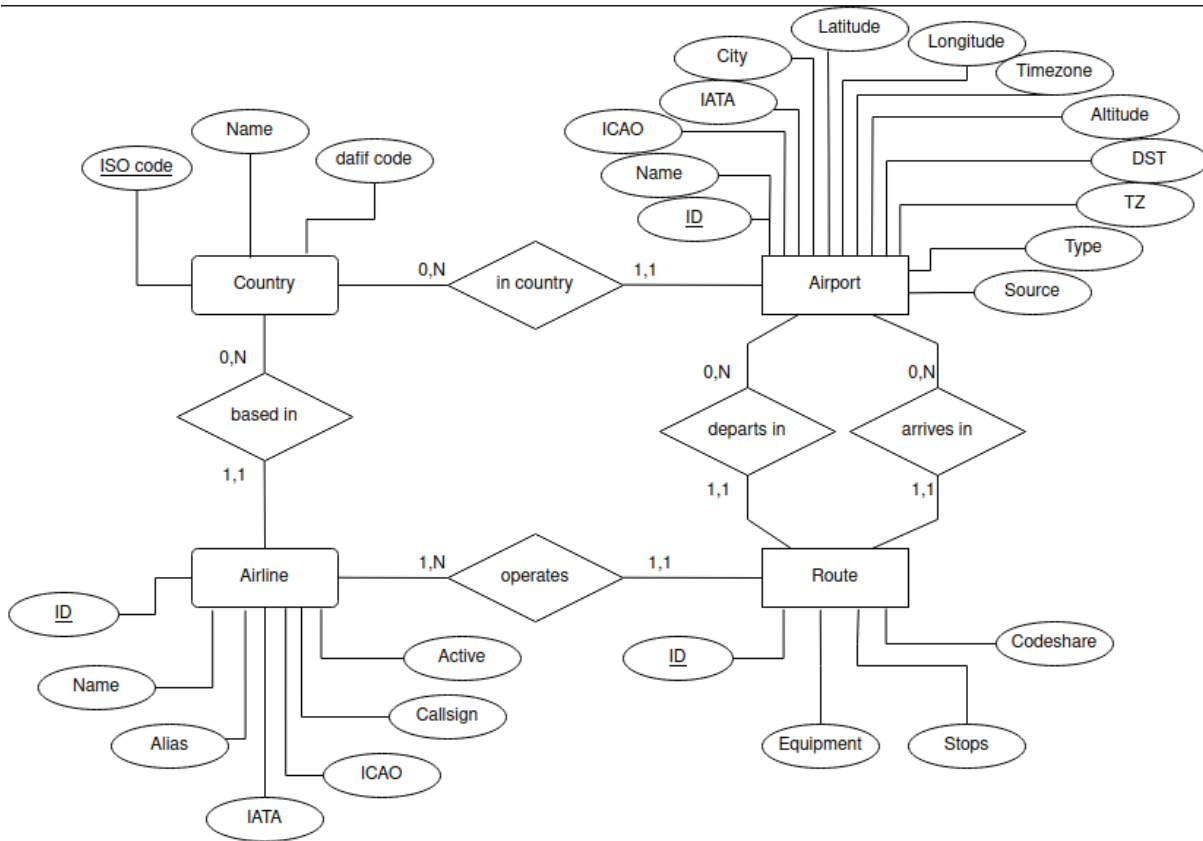 Latitude
Longitude
City
Timezone
IATA
Altitude
Name
ICAO
dafif code
DST
ISO code
Name
TZ
ID
Type
0,N
1,1
Country
in country
Airport
Source
0,N
0,N
0,N
based in
departs in
arrives in
1,1
1,1
1,1
1,N
1,1
Airline
operates
Route
ID
Codeshare
Active
ID
Name
Callsign
Alias
Equipment
Stops
ICAO
IATA